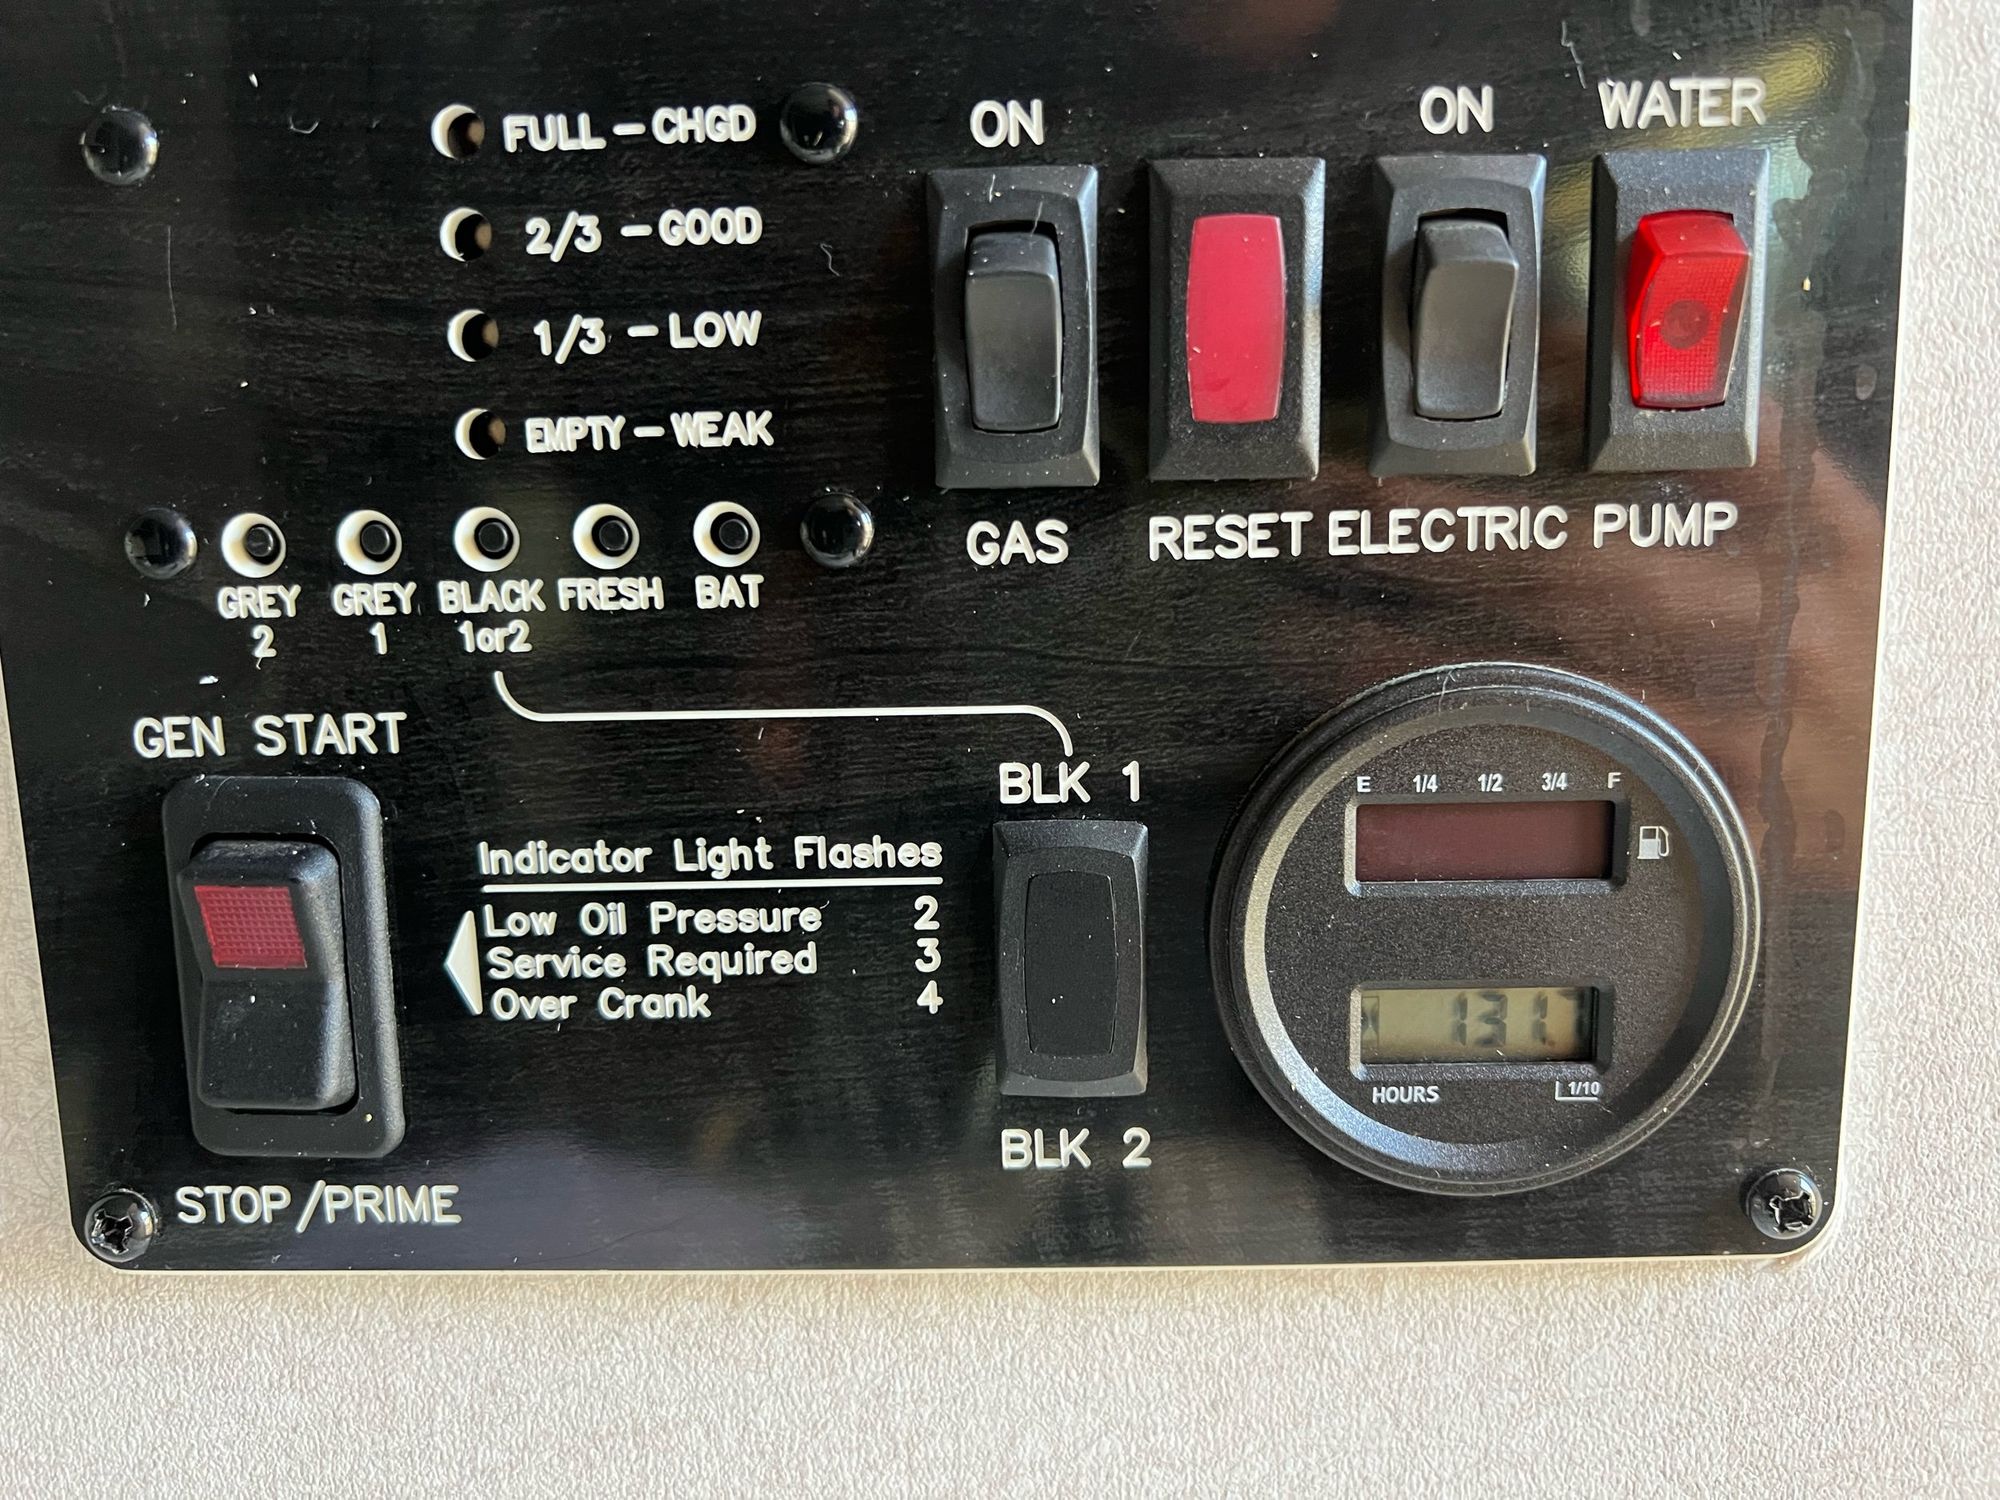 FULL – CHGD
2/3 – GOOD
1/3 – LOW
EMPTY – WEAK
GREY 2
GREY 1
BLACK 1or2
FRESH
BAT
ON
GAS
RESET
ON
ELECTRIC
WATER
PUMP
GEN START
STOP/PRIME
Indicator Light Flashes
Low Oil Pressure 2
Service Required 3
Over Crank 4
BLK 1
BLK 2
E 1/4 1/2 3/4 F
131.
HOURS 1/10